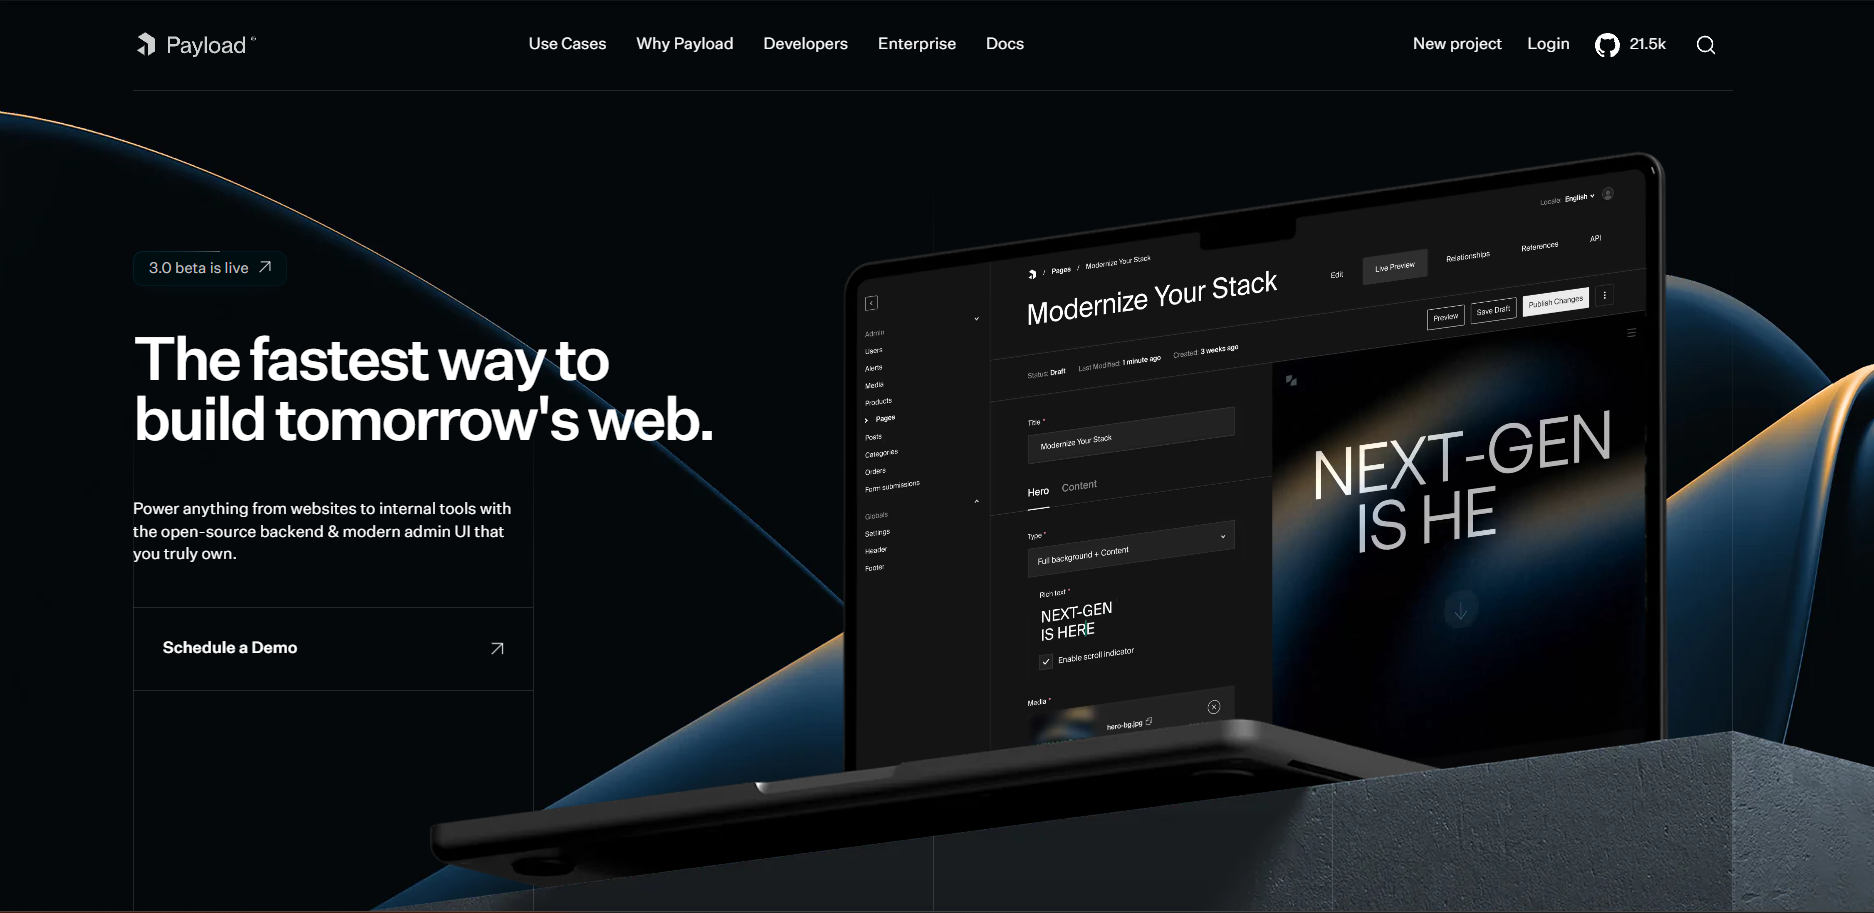 Payload
Use Cases
Why Payload
Developers
Enterprise
Docs
New project
Login
21.5k
3.0 beta is live
The fastest way to
build tomorrow's web.
Power anything from websites to internal tools with
the open-source backend & modern admin UI that
you truly own.
Schedule a Demo
Locale: English
/ Pages / Modernize Your Stack
Modernize Your Stack
Edit
Live Preview
Relationships
References
API
Preview
Save Draft
Publish Changes
Status: Draft
Last Modified: 1 minute ago
Created: 3 weeks ago
Admin
Users
Alerts
Media
Products
Pages
Posts
Categories
Orders
Form submissions
Globals
Settings
Header
Footer
Title *
Modernize Your Stack
Hero
Content
Type *
Full background + Content
Rich text *
NEXT-GEN
IS HERE
Enable scroll indicator
Media *
hero-bg.jpg
NEXT-GEN
IS HE